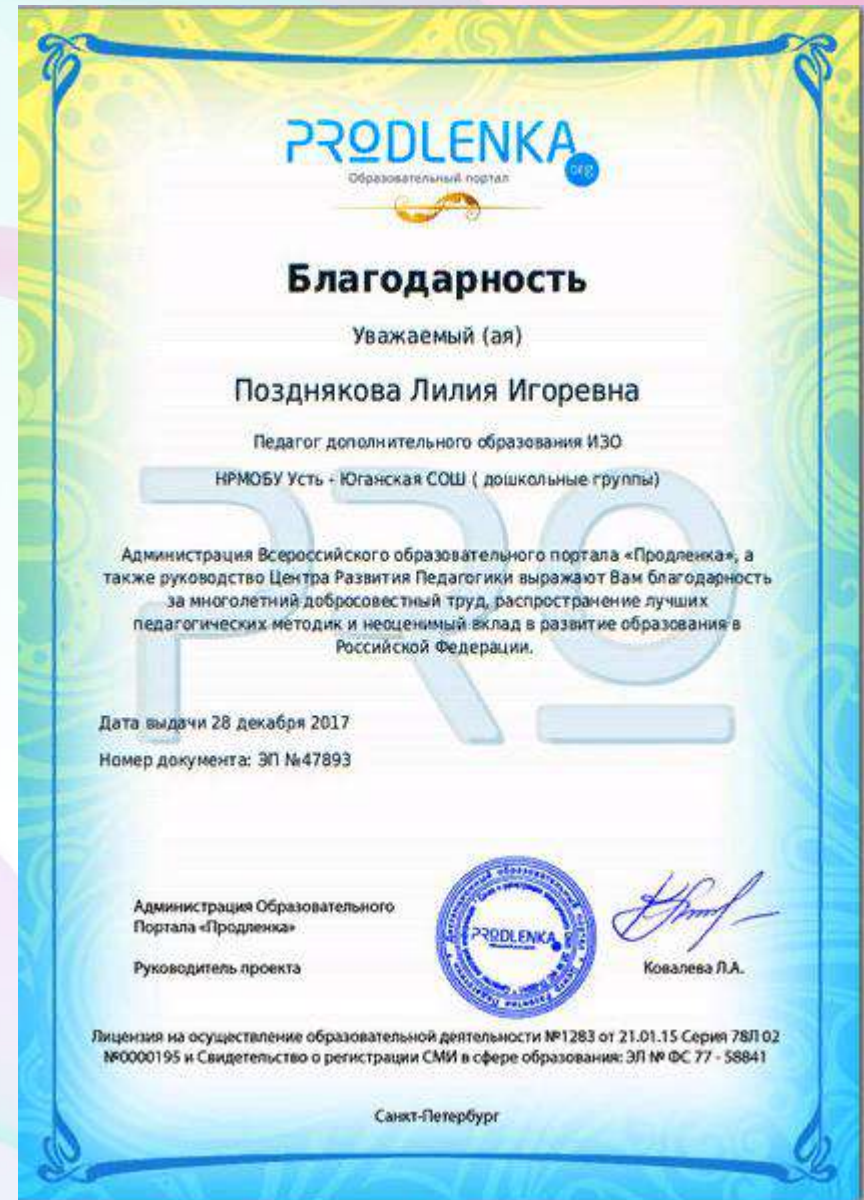 PRODLENKA.org
Образовательный портал
Благодарность
Уважаемый (ая)
Позднякова Лилия Игоревна
Педагог дополнительного образования ИЗО
НРМОБУ Усть - Юганская СОШ ( дошкольные группы)
Администрация Всероссийского образовательного портала «Продленка», а
также руководство Центра Развития Педагогики выражают Вам благодарность
за многолетний добросовестный труд, распространение лучших
педагогических методик и неоценимый вклад в развитие образования в
Российской Федерации.
Дата выдачи 28 декабря 2017
Номер документа: ЭП №47893
Администрация Образовательного
Портала «Продленка»
PRODLENKA
Руководитель проекта
Ковалева Л.А.
Лицензия на осуществление образовательной деятельности №1283 от 21.01.15 Серия 78Л 02
№0000195 и Свидетельство о регистрации СМИ в сфере образования: ЭЛ № ФС 77 - 58841
Санкт-Петербург